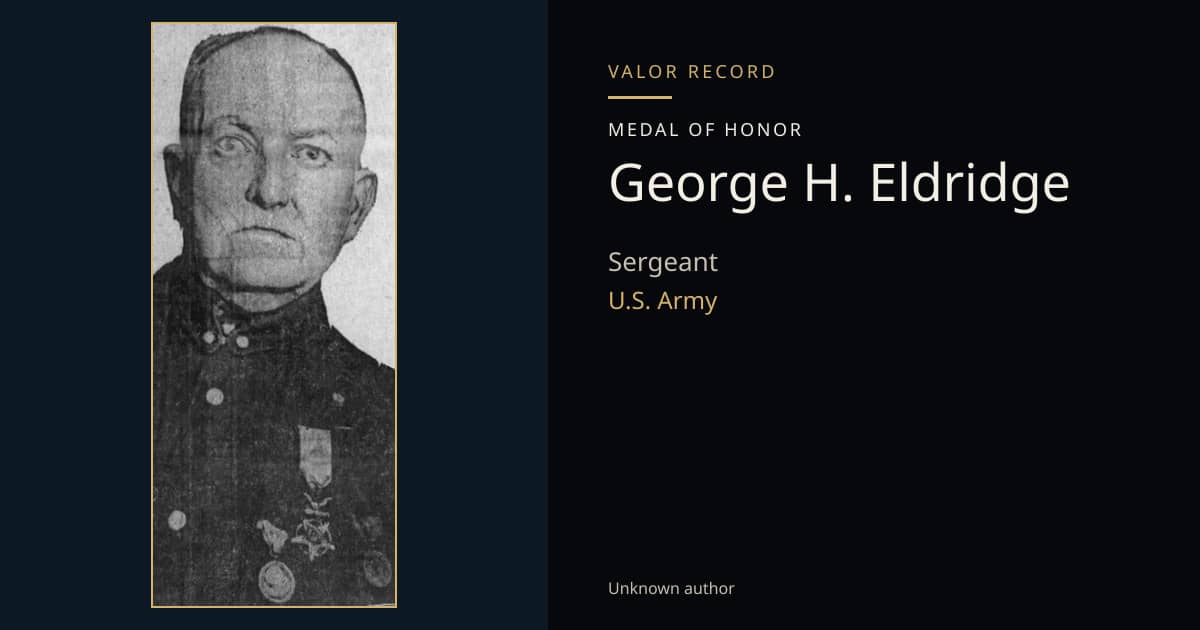 VALOR RECORD
MEDAL OF HONOR
George H. Eldridge
Sergeant
U.S. Army
Unknown author